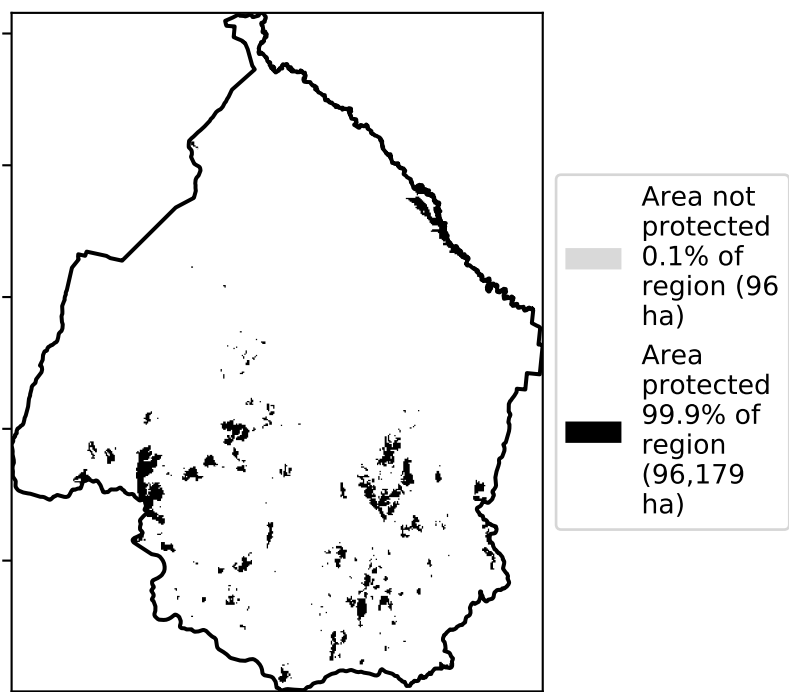 Area not
protected
0.1% of
region (96
ha)
Area
protected
99.9% of
region
(96,179
ha)